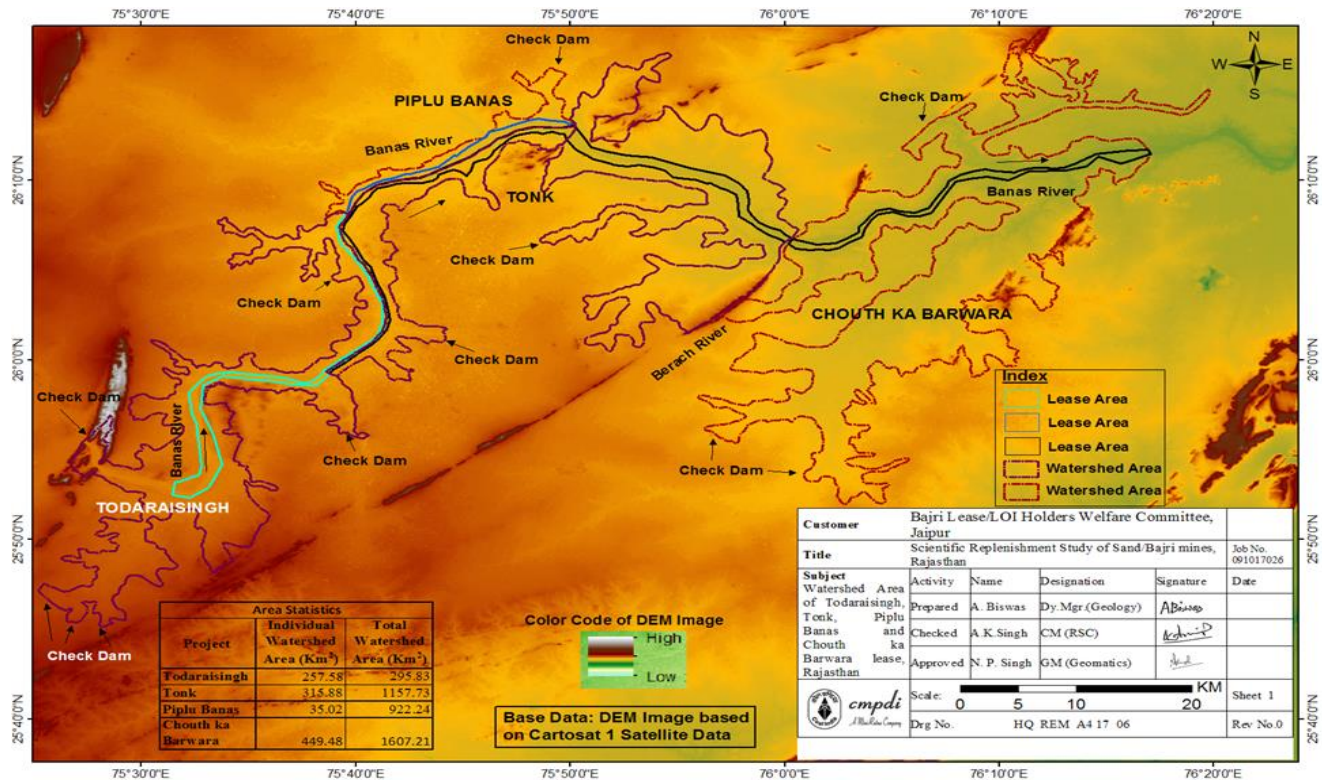 75°30'0"E 75°40'0"E 75°50'0"E 76°0'0"E 76°10'0"E 76°20'0"E
N
W E
S
Check Dam
PIPLU BANAS
Check Dam
Banas River
26°10'0"N
26°10'0"N
TONK
Banas River
Check Dam
Check Dam
CHOUTH KA BARWARA
Berach River
Check Dam
26°0'0"N
26°0'0"N
Check Dam
Banas River
Check Dam
Check Dam
TODARAISINGH
Index
Lease Area
Lease Area
Lease Area
Watershed Area
Watershed Area
25°50'0"N
25°50'0"N
Check Dam
Area Statistics
Project Individual Watershed Area (Km²) Total Watershed Area (Km²)
Todaraisingh 257.58 295.83
Tonk 315.88 1157.73
Piplu Banas 35.02 922.24
Chouth ka
Barwara 449.48 1607.21
Color Code of DEM Image
High
Low
Base Data: DEM Image based
on Cartosat 1 Satellite Data
Customer Bajri Lease/LOI Holders Welfare Committee,
Jaipur
Title Scientific Replenishment Study of Sand/Bajri mines,
Rajasthan
Job No.
091017026
Subject
Watershed Area
of Todaraisingh,
Tonk, Piplu
Banas and
Chouth ka
Barwara lease,
Rajasthan
Activity Name Designation Signature Date
Prepared A. Biswas Dy.Mgr.(Geology) ABiswas
Checked A.K.Singh CM (RSC)
Approved N. P. Singh GM (Geomatics)
cmpdi
Scale: 0 5 10 20 KM
Sheet 1
Drg No. HQ REM A4 17 06 Rev No.0
25°40'0"N
25°40'0"N
75°30'0"E 75°40'0"E 75°50'0"E 76°0'0"E 76°10'0"E 76°20'0"E